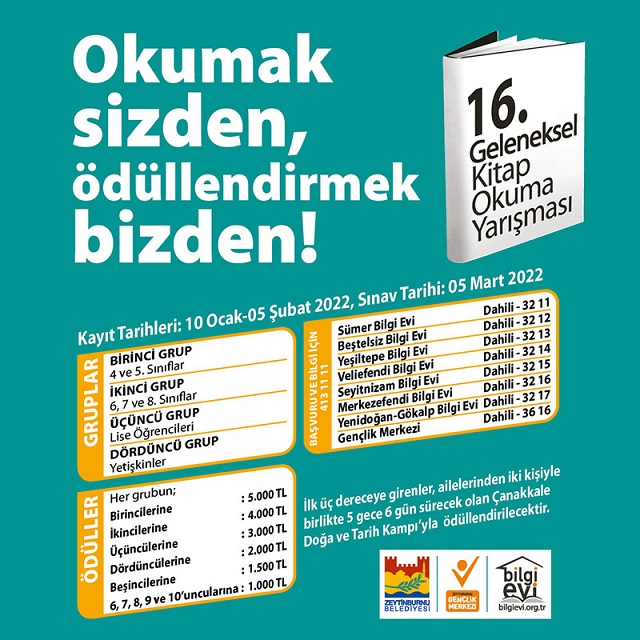 Okumak
sizden,
ödüllendirmek
bizden!
16.
Geleneksel
Kitap
Okuma
Yarışması
Kayıt Tarihleri: 10 Ocak-05 Şubat 2022, Sınav Tarihi: 05 Mart 2022
GRUPLAR
BİRİNCİ GRUP
4 ve 5. Sınıflar
İKİNCİ GRUP
6, 7 ve 8. Sınıflar
ÜÇÜNCÜ GRUP
Lise Öğrencileri
DÖRDÜNCÜ GRUP
Yetişkinler
BAŞVURU VE BİLGİ İÇİN
413 11 11
Sümer Bilgi Evi Dahili - 32 11
Beştelsiz Bilgi Evi Dahili - 32 12
Yeşiltepe Bilgi Evi Dahili - 32 13
Veliefendi Bilgi Evi Dahili - 32 14
Seyitnizam Bilgi Evi Dahili - 32 15
Merkezefendi Bilgi Evi Dahili - 32 16
Yenidoğan-Gökalp Bilgi Evi Dahili - 32 17
Gençlik Merkezi Dahili - 36 16
ÖDÜLLER
Her grubun;
Birincilerine : 5.000 TL
İkincilerine : 4.000 TL
Üçüncülerine : 3.000 TL
Dördüncülerine : 2.000 TL
Beşincilerine : 1.500 TL
6, 7, 8, 9 ve 10'uncularına : 1.000 TL
İlk üç dereceye girenler, ailelerinden iki kişiyle
birlikte 5 gece 6 gün sürecek olan Çanakkale
Doğa ve Tarih Kampı'yla ödüllendirilecektir.
ZEYTİNBURNU
BELEDİYESİ
ZEYTİNBURNU
GENÇLİK
MERKEZİ
bilgi
evi
bilgievi.org.tr